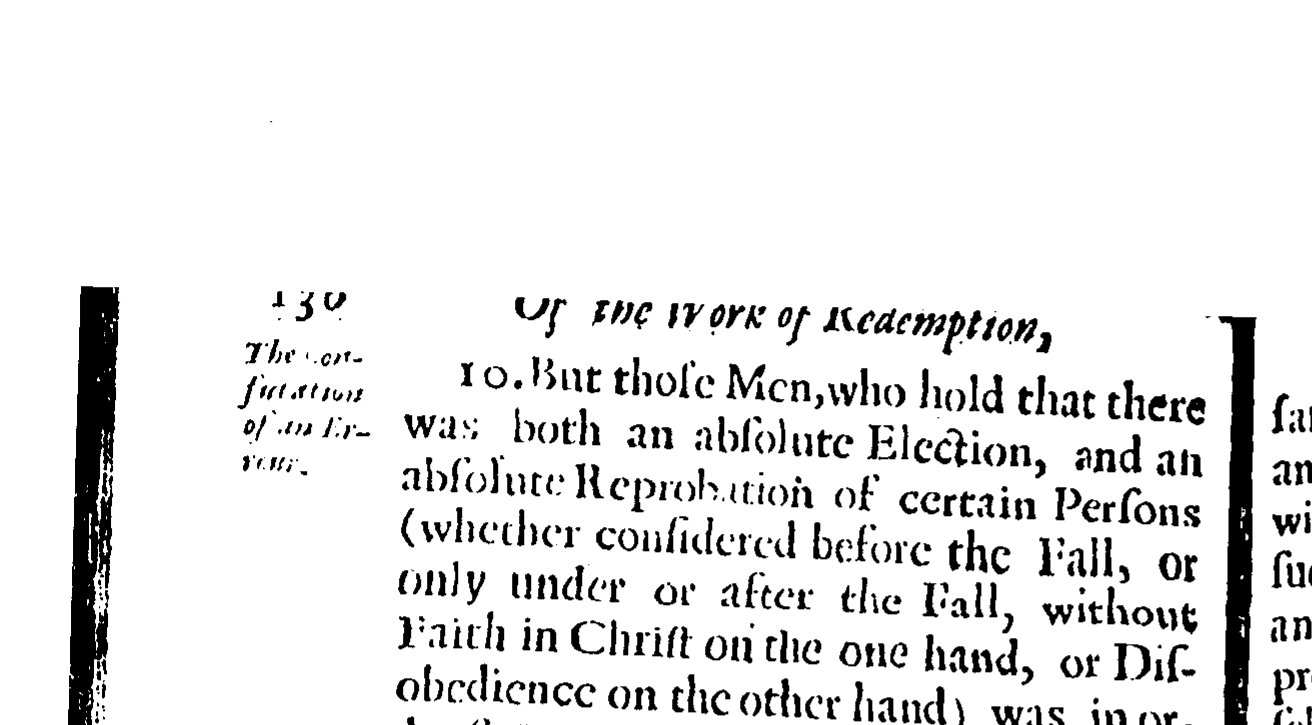 130
Of the Work of Redemption,
The con-
futation
of an Er-
rour.
10. But thoſe Men, who hold that there
was both an abſolute Election, and an
abſolute Reprobation of certain Perſons
(whether conſidered before the Fall, or
only under or after the Fall, without
Faith in Chriſt on the one hand, or Diſ-
obedience on the other hand) was in or-
an
wi
an